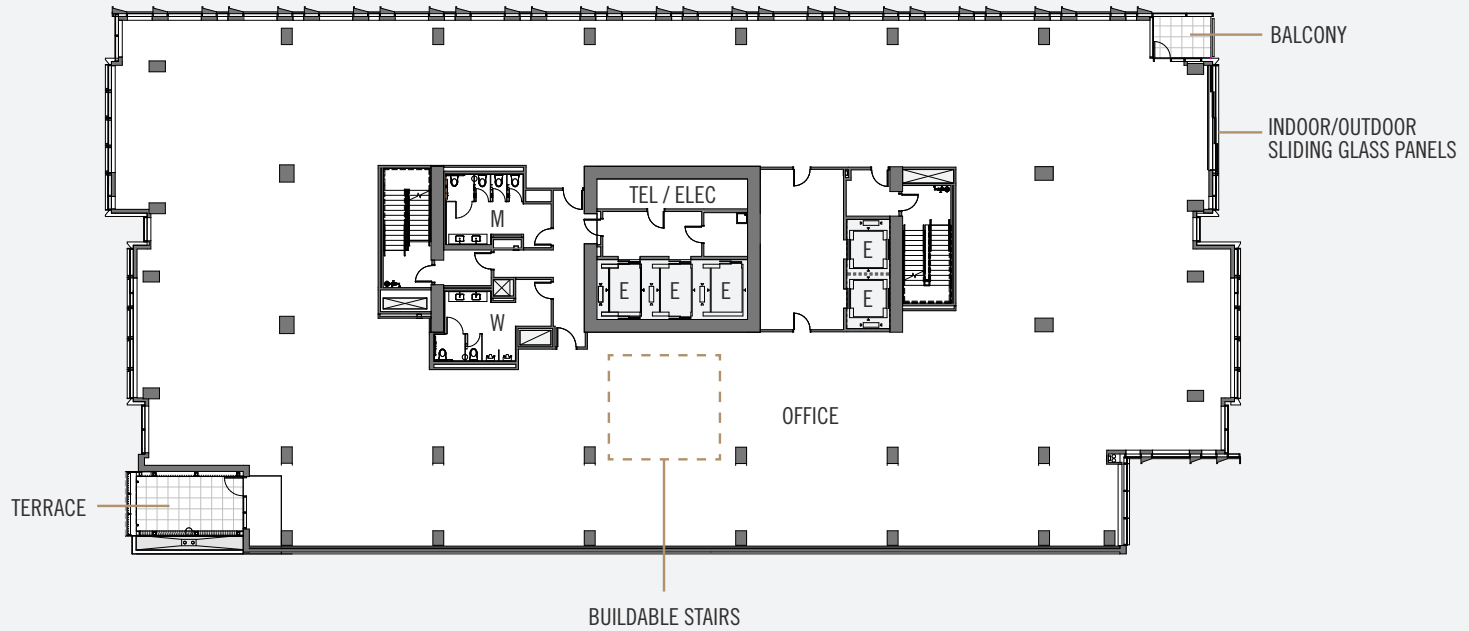 BALCONY
INDOOR/OUTDOOR
SLIDING GLASS PANELS
TEL / ELEC
M
E
E
E
E
E
W
OFFICE
TERRACE
BUILDABLE STAIRS